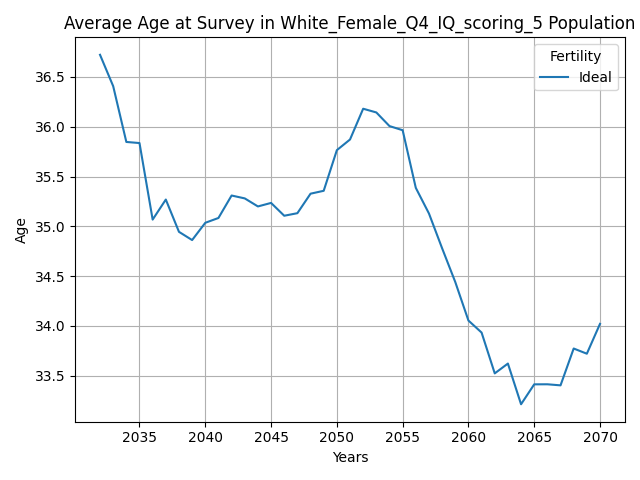 Average Age at Survey in White_Female_Q4_IQ_scoring_5 Population
Fertility
Ideal
36.5
36.0
35.5
35.0
34.5
34.0
33.5
Age
2035 2040 2045 2050 2055 2060 2065 2070
Years